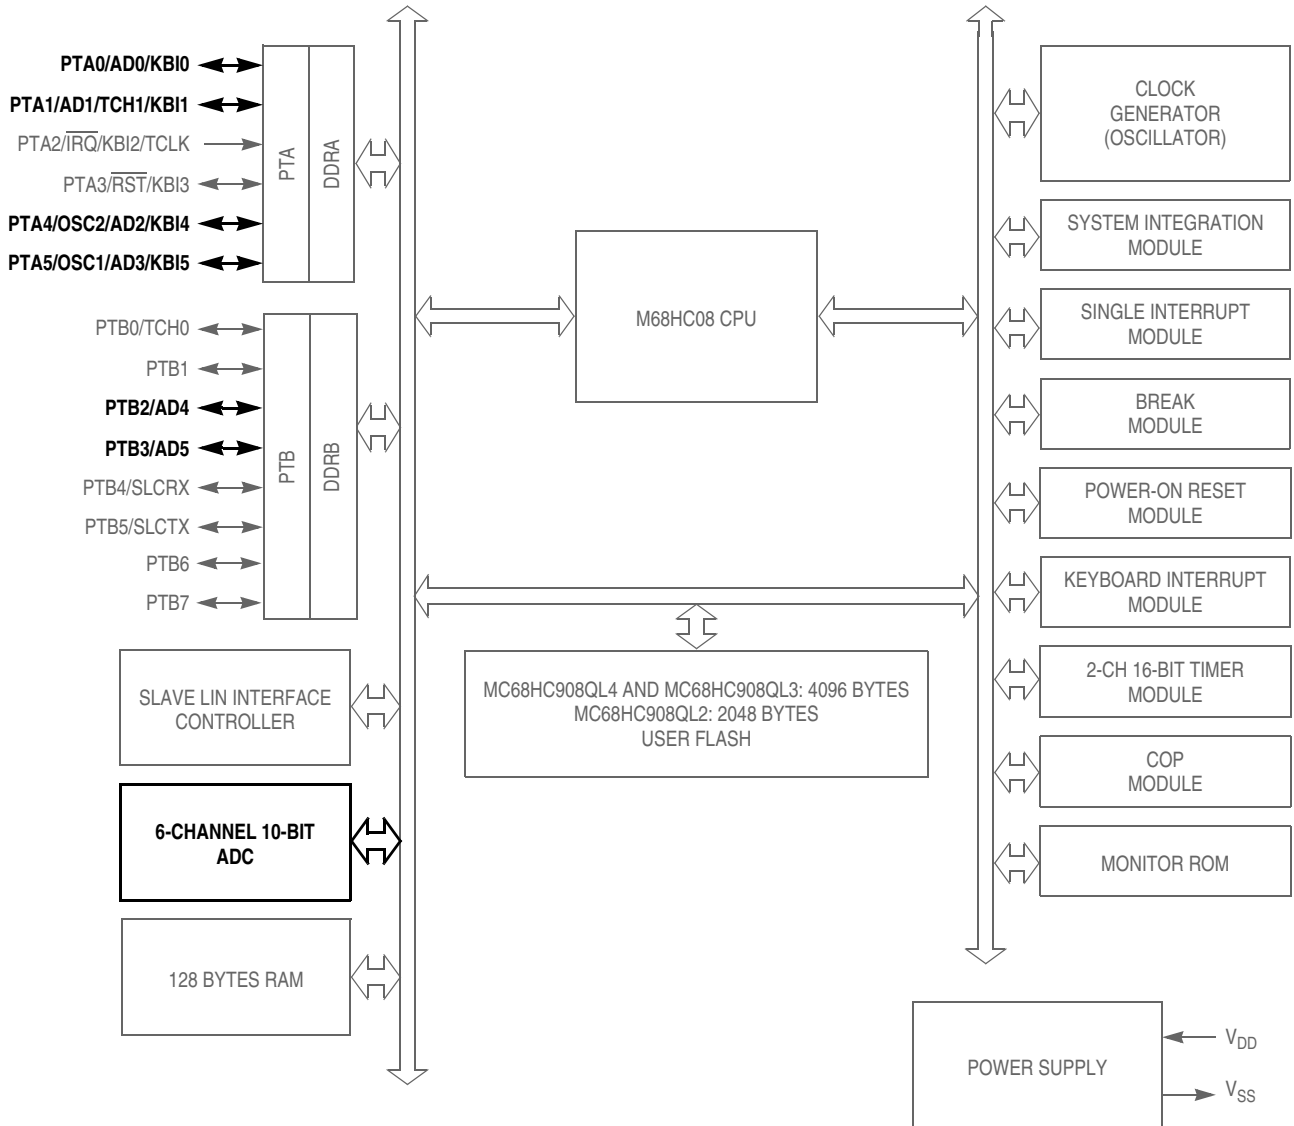 PTA0/AD0/KBI0
PTA1/AD1/TCH1/KBI1
PTA2/IRQ/KBI2/TCLK
PTA3/RST/KBI3
PTA4/OSC2/AD2/KBI4
PTA5/OSC1/AD3/KBI5
PTA
DDRA
PTB0/TCH0
PTB1
PTB2/AD4
PTB3/AD5
PTB4/SLCRX
PTB5/SLCTX
PTB6
PTB7
PTB
DDRB
SLAVE LIN INTERFACE
CONTROLLER
6-CHANNEL 10-BIT
ADC
128 BYTES RAM
M68HC08 CPU
MC68HC908QL4 AND MC68HC908QL3: 4096 BYTES
MC68HC908QL2: 2048 BYTES
USER FLASH
CLOCK
GENERATOR
(OSCILLATOR)
SYSTEM INTEGRATION
MODULE
SINGLE INTERRUPT
MODULE
BREAK
MODULE
POWER-ON RESET
MODULE
KEYBOARD INTERRUPT
MODULE
2-CH 16-BIT TIMER
MODULE
COP
MODULE
MONITOR ROM
POWER SUPPLY
VDD
VSS